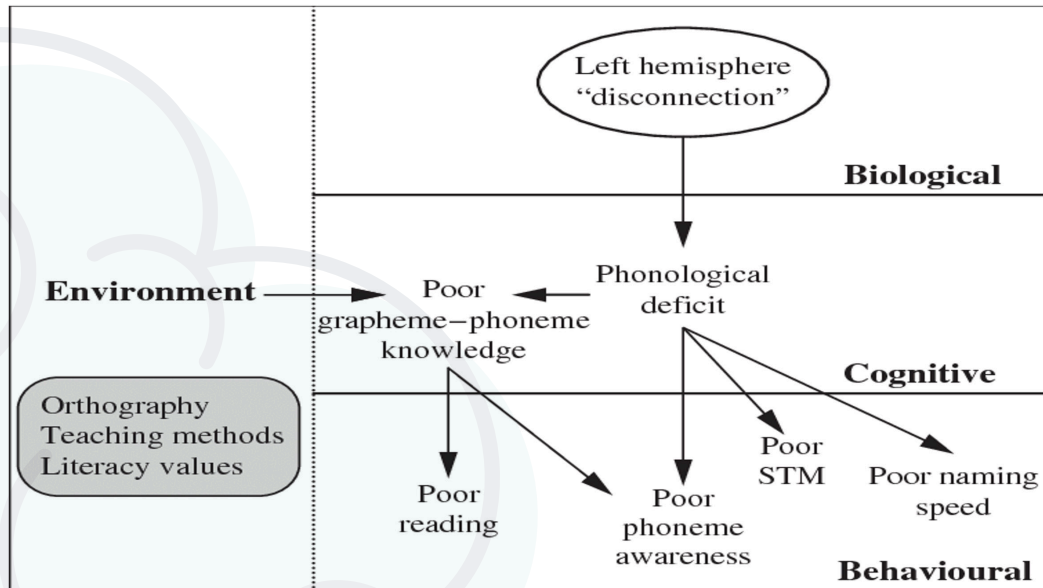 Left hemisphere
“disconnection”
Biological
Environment
Poor
grapheme–phoneme
knowledge
Phonological
deficit
Cognitive
Orthography
Teaching methods
Literacy values
Poor
reading
Poor
phoneme
awareness
Poor
STM
Poor naming
speed
Behavioural